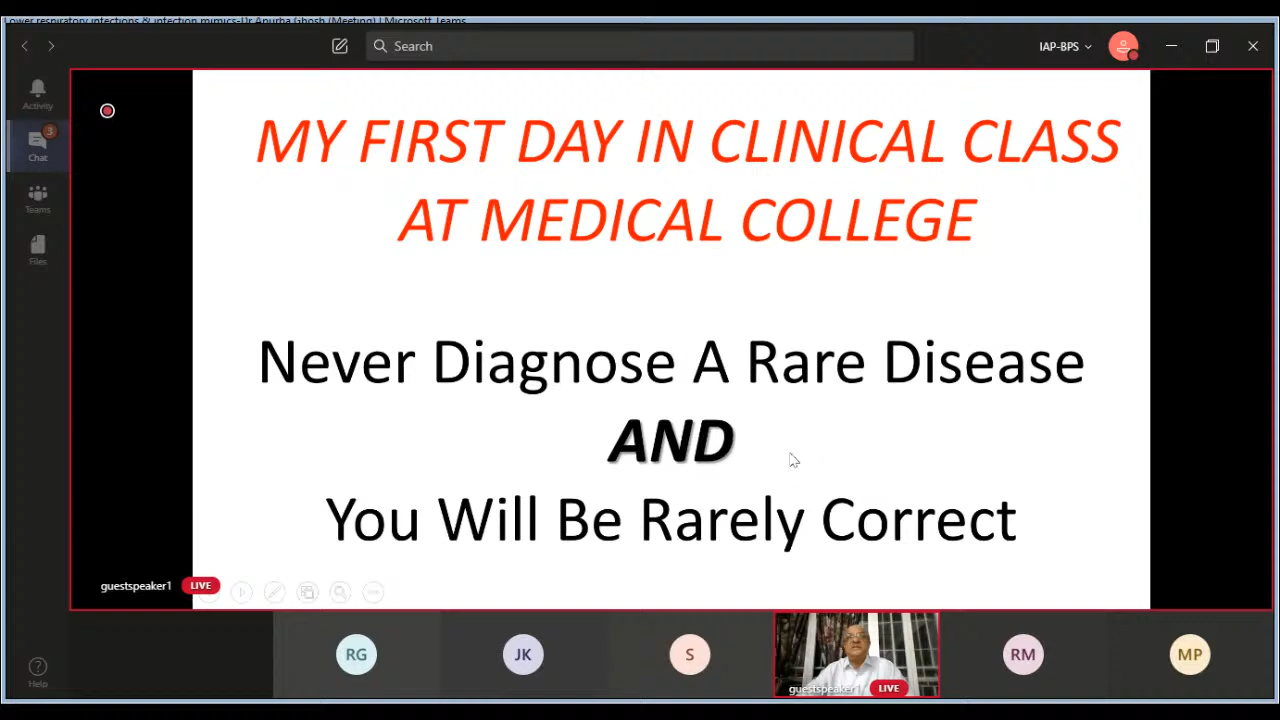 Lower respiratory infections & infection mimics-Dr Apurba Ghosh (Meeting) | Microsoft Teams
Search
IAP-BPS
Activity
3
Chat
Teams
Files
Help
MY FIRST DAY IN CLINICAL CLASS
AT MEDICAL COLLEGE
Never Diagnose A Rare Disease
AND
You Will Be Rarely Correct
guestspeaker1 LIVE
RG
JK
S
guestspeaker1 LIVE
RM
MP